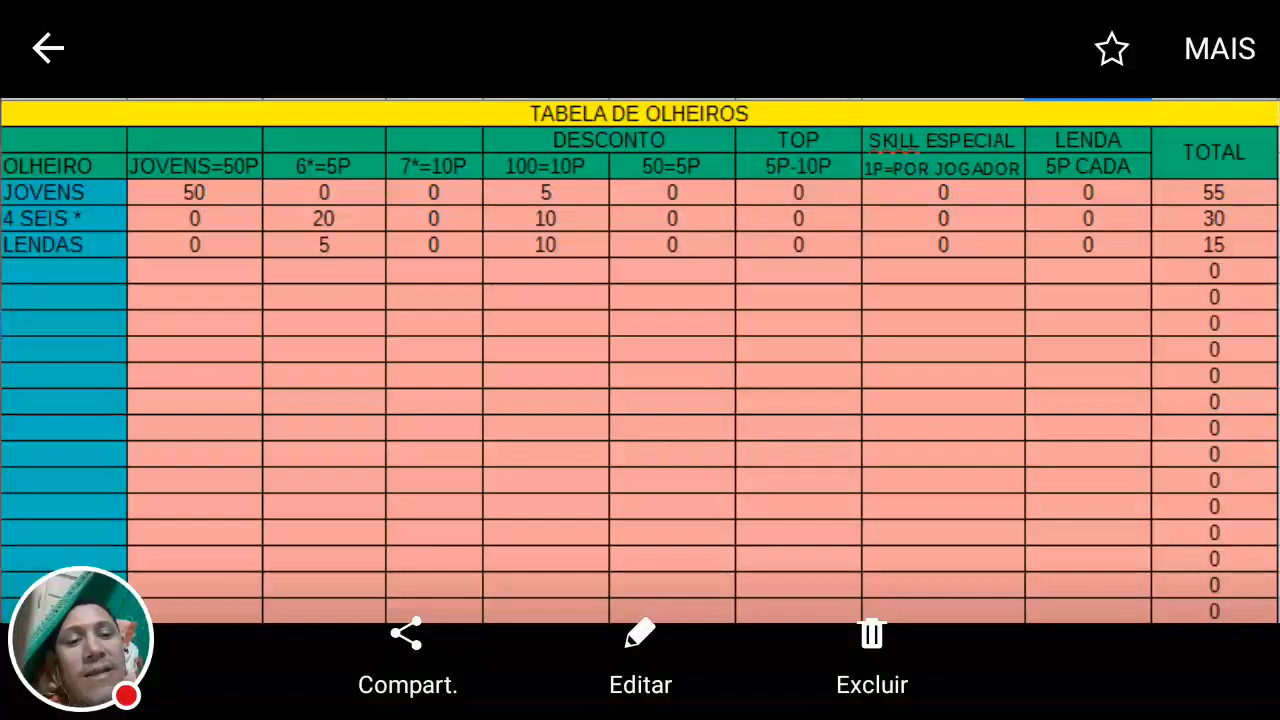 MAIS
TABELA DE OLHEIROS
DESCONTO TOP SKILL ESPECIAL LENDA TOTAL
OLHEIRO JOVENS=50P 6*=5P 7*=10P 100=10P 50=5P 5P-10P 1P=POR JOGADOR 5P CADA
JOVENS 50 0 0 5 0 0 0 0 55
4 SEIS * 0 20 0 10 0 0 0 0 30
LENDAS 0 5 0 10 0 0 0 0 15
0
0
0
0
0
0
0
0
0
0
0
0
0
0
Compart. Editar Excluir